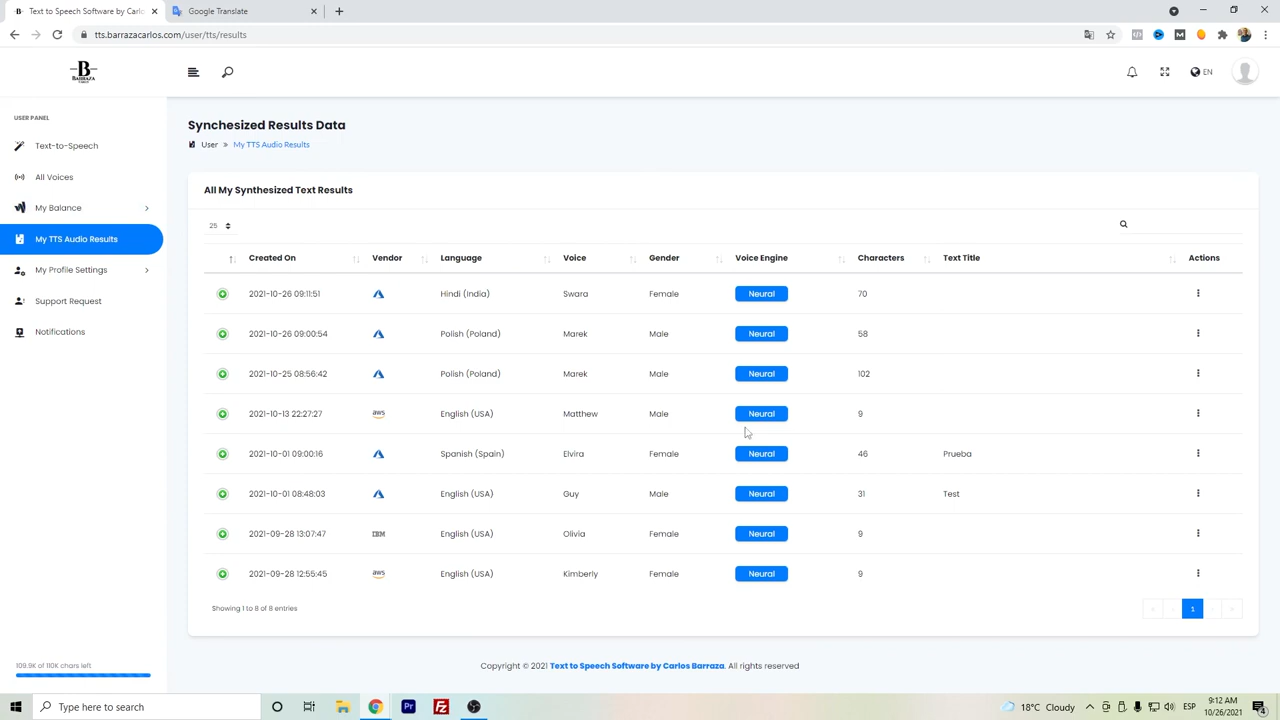 Text to Speech Software by Carlo
Google Translate
tts.barrazacarlos.com/user/tts/results
B
BARRAZA
EN
USER PANEL
Text-to-Speech
All Voices
My Balance
My TTS Audio Results
My Profile Settings
Support Request
Notifications
109.9K of 110K chars left
Synchesized Results Data
User » My TTS Audio Results
All My Synthesized Text Results
25
Created On Vendor Language Voice Gender Voice Engine Characters Text Title Actions
2021-10-26 09:11:51 Hindi (India) Swara Female Neural 70
2021-10-26 09:00:54 Polish (Poland) Marek Male Neural 58
2021-10-25 08:56:42 Polish (Poland) Marek Male Neural 102
2021-10-13 22:27:27 aws English (USA) Matthew Male Neural 9
2021-10-01 09:00:16 Spanish (Spain) Elvira Female Neural 46 Prueba
2021-10-01 08:48:03 English (USA) Guy Male Neural 31 Test
2021-09-28 13:07:47 IBM English (USA) Olivia Female Neural 9
2021-09-28 12:55:45 aws English (USA) Kimberly Female Neural 9
Showing 1 to 8 of 8 entries
« ‹ 1 › »
Copyright © 2021 Text to Speech Software by Carlos Barraza. All rights reserved
Type here to search
Pr
18°C Cloudy
ESP
9:12 AM
10/26/2021
4